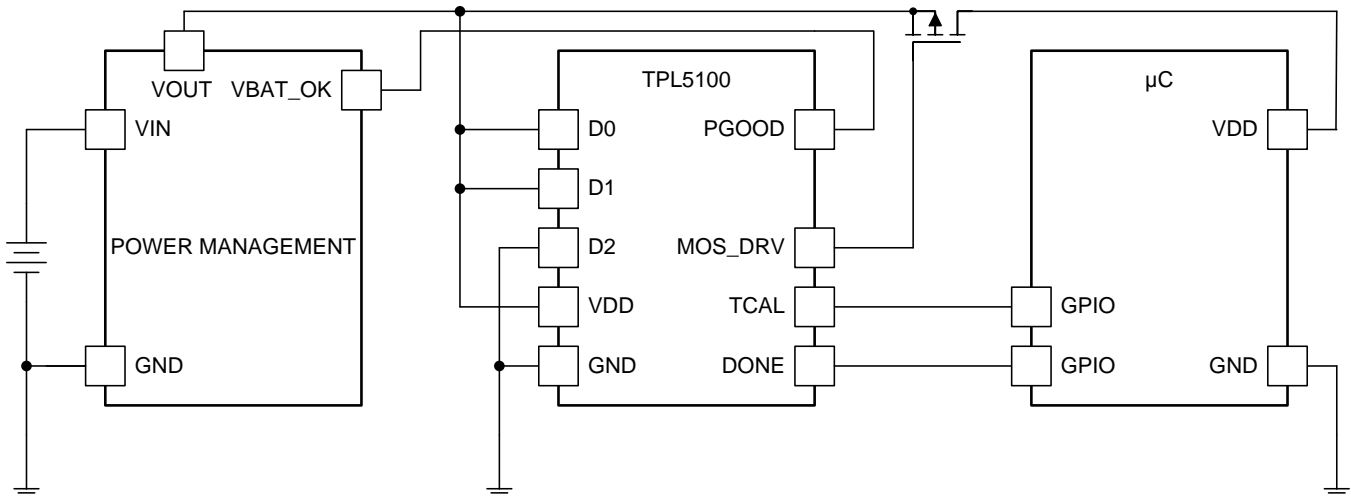 VOUT
VBAT_OK
VIN
POWER MANAGEMENT
GND
TPL5100
D0
D1
D2
VDD
GND
PGOOD
MOS_DRV
TCAL
DONE
µC
VDD
GPIO
GPIO
GND